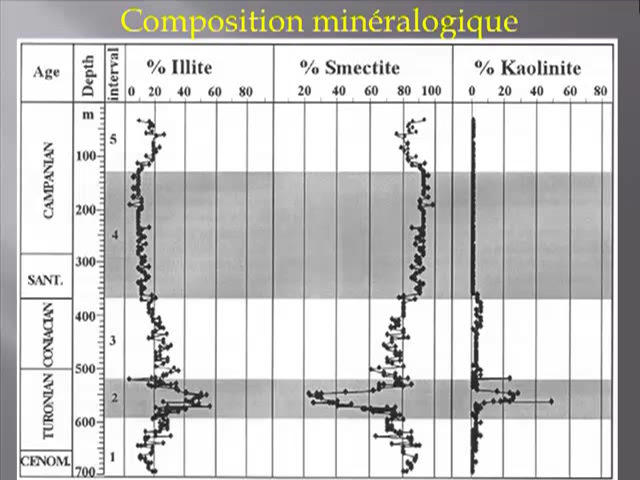 Composition minéralogique
Age
Depth
interval
% Illite
% Smectite
% Kaolinite
0 20 40 60 80
20 40 60 80 100
0 20 40 60 80
m
100
200
300
400
500
600
700
CAMPANIAN
SANT.
CONIACIAN
TURONIAN
CENOM.
5
4
3
2
1